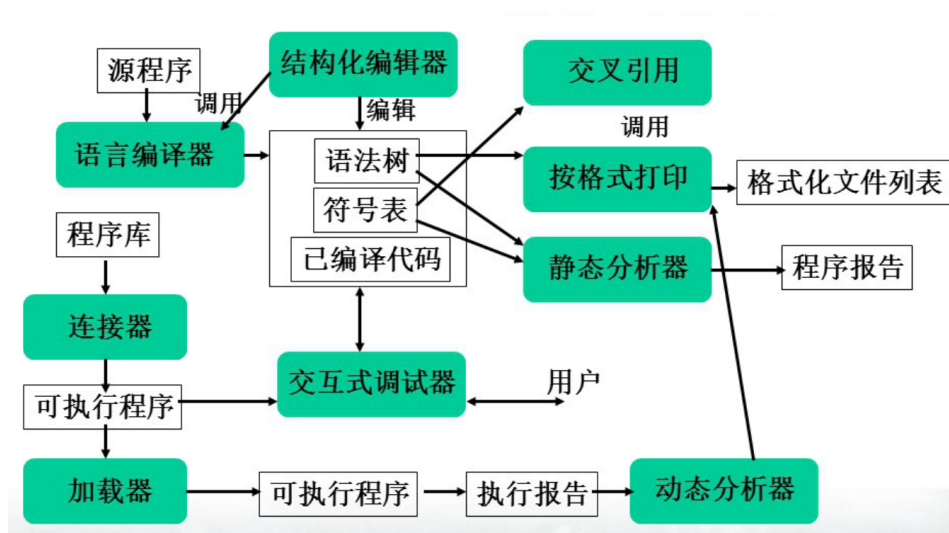 结构化编辑器
交叉引用
源程序
调用
编辑
调用
语言编译器
语法树
按格式打印
格式化文件列表
符号表
程序库
已编译代码
静态分析器
程序报告
连接器
交互式调试器
用户
可执行程序
加载器
可执行程序
执行报告
动态分析器